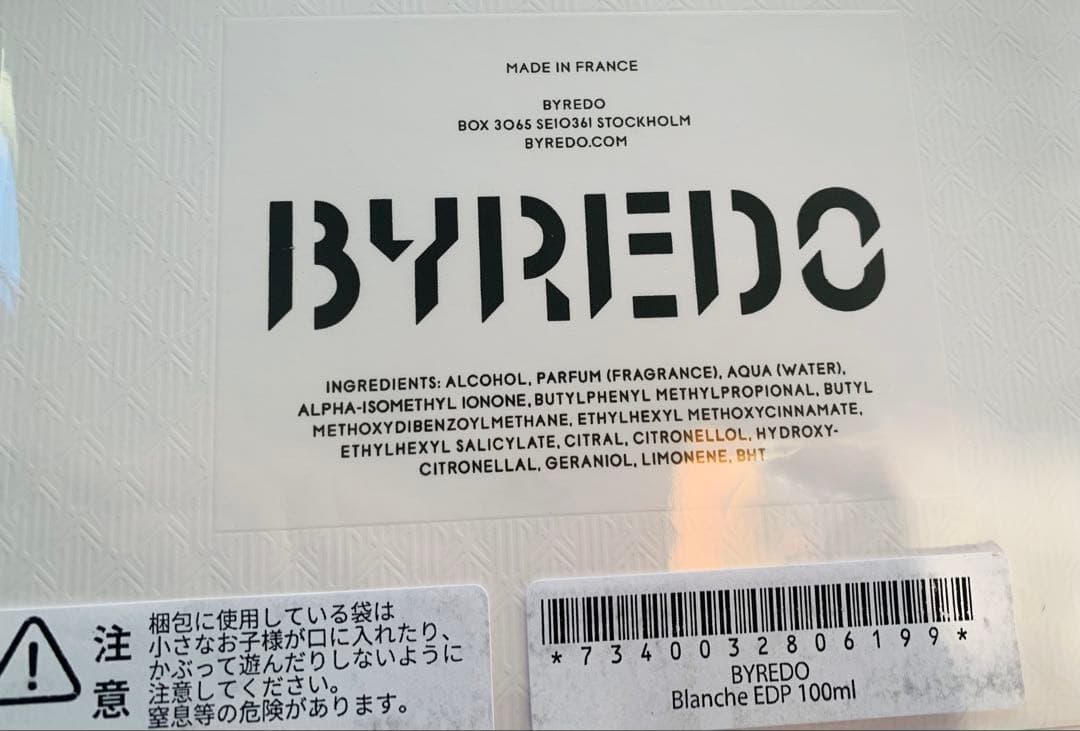 MADE IN FRANCE
BYREDO
BOX 3065 SE10361 STOCKHOLM
BYREDO.COM
BYREDO
INGREDIENTS: ALCOHOL, PARFUM (FRAGRANCE), AQUA (WATER),
ALPHA-ISOMETHYL IONONE, BUTYLPHENYL METHYLPROPIONAL, BUTYL
METHOXYDIBENZOYLMETHANE, ETHYLHEXYL METHOXYCINNAMATE,
ETHYLHEXYL SALICYLATE, CITRAL, CITRONELLOL, HYDROXY-
CITRONELLAL, GERANIOL, LIMONENE, BHT
注意
梱包に使用している袋は
小さなお子様が口に入れたり、
かぶって遊んだりしないように
注意してください。
窒息等の危険があります。
*7340032806199*
BYREDO
Blanche EDP 100ml